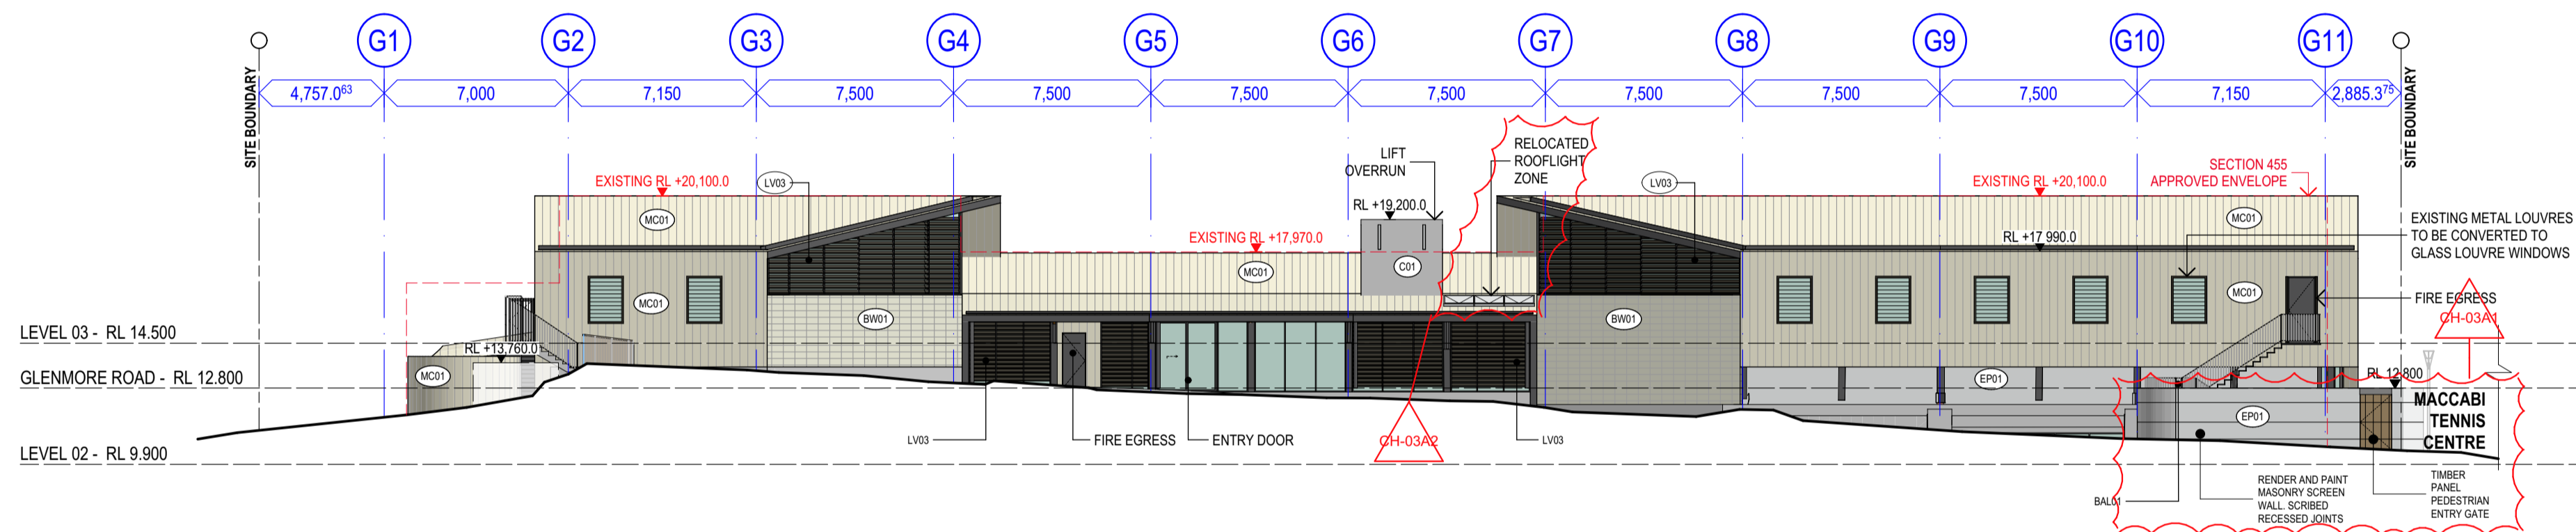 G1 G2 G3 G4 G5 G6 G7 G8 G9 G10 G11
SITE BOUNDARY
4,757.063 7,000 7,150 7,500 7,500 7,500 7,500 7,500 7,500 7,500 7,150 2,885.375
SITE BOUNDARY
LIFT
OVERRUN
RELOCATED
ROOFLIGHT
ZONE
SECTION 455
APPROVED ENVELOPE
EXISTING RL +20,100.0
LV03
LV03
EXISTING RL +20,100.0
MC01
RL +19,200.0
MC01
EXISTING METAL LOUVRES
TO BE CONVERTED TO
GLASS LOUVRE WINDOWS
EXISTING RL +17,970.0
RL +17 990.0
MC01
C01
MC01
MC01
FIRE EGRESS
BW01
BW01
CH-03A1
LEVEL 03 - RL 14.500
RL +13,760.0
GLENMORE ROAD - RL 12.800
MC01
EP01
RL 12.800
MACCABI
TENNIS
CENTRE
EP01
LV03
FIRE EGRESS
ENTRY DOOR
CH-03A2
LV03
LEVEL 02 - RL 9.900
BAL01
RENDER AND PAINT
MASONRY SCREEN
WALL. SCRIBED
RECESSED JOINTS
TIMBER
PANEL
PEDESTRIAN
ENTRY GATE